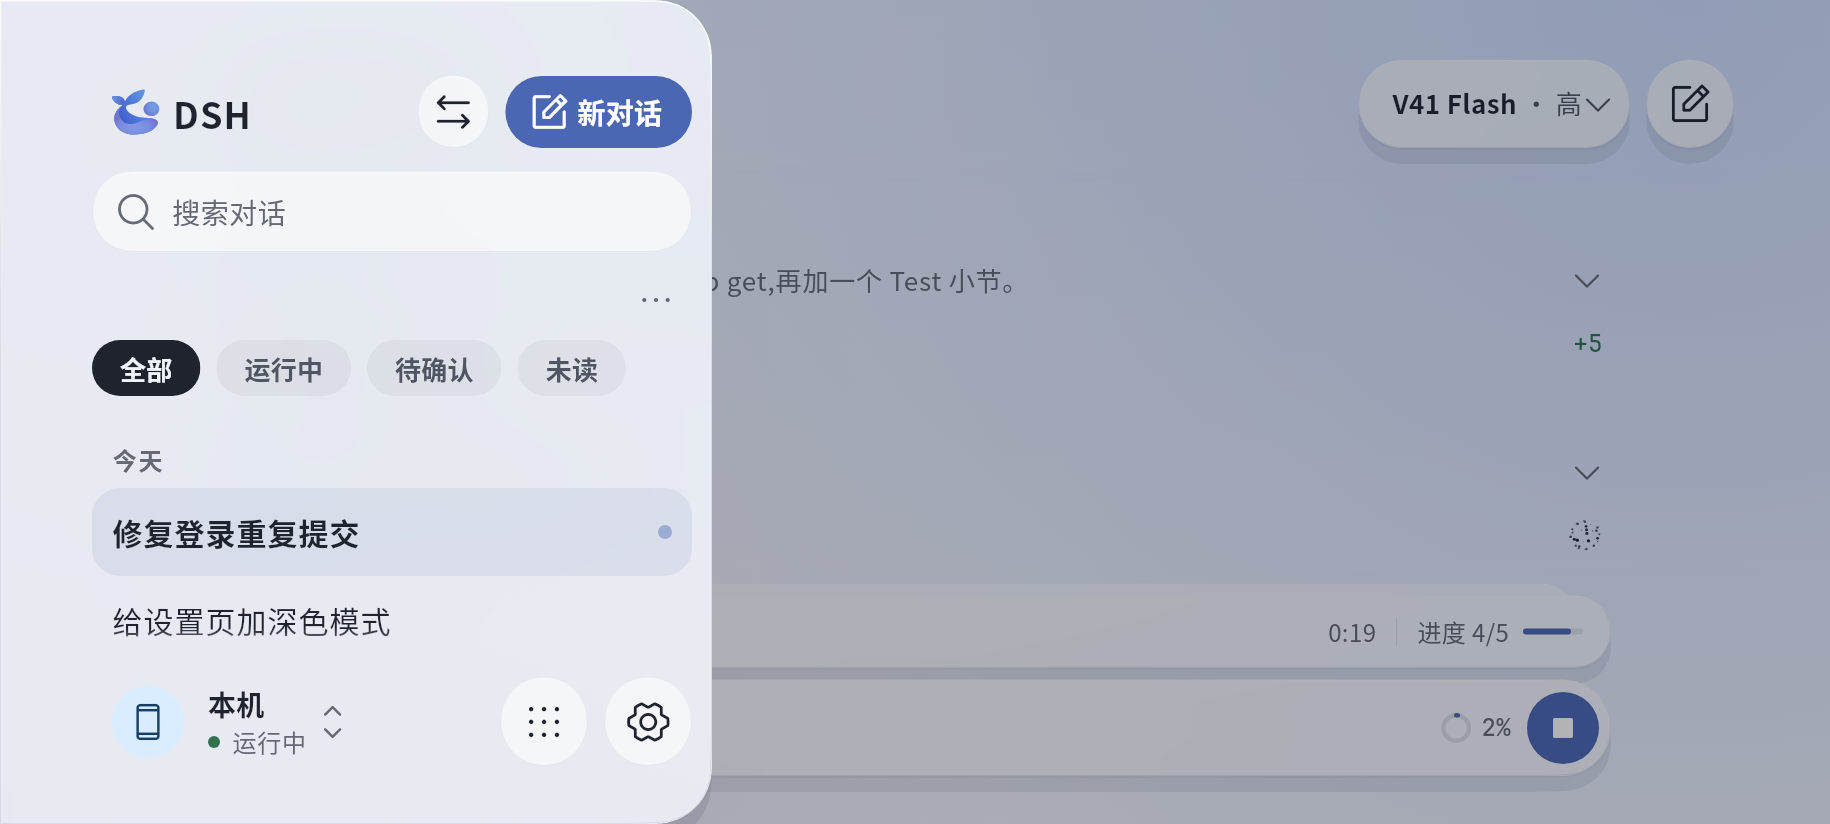 DSH
新对话
V41 Flash · 高
搜索对话
get,再加一个 Test 小节。
+5
全部
运行中
待确认
未读
今天
修复登录重复提交
给设置页加深色模式
0:19
进度 4/5
本机
运行中
2%